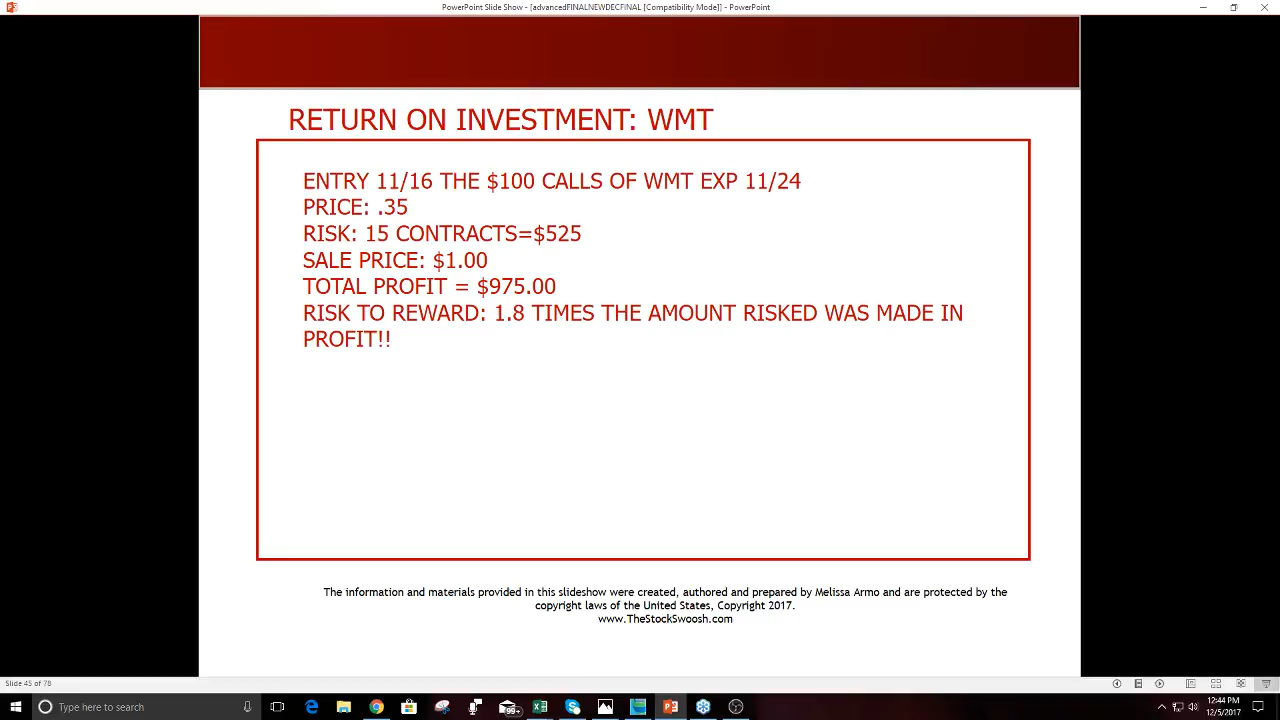 PowerPoint Slide Show - [advancedFINALNEWDECFINAL [Compatibility Mode]] - PowerPoint
RETURN ON INVESTMENT: WMT
ENTRY 11/16 THE $100 CALLS OF WMT EXP 11/24
PRICE: .35
RISK: 15 CONTRACTS=$525
SALE PRICE: $1.00
TOTAL PROFIT = $975.00
RISK TO REWARD: 1.8 TIMES THE AMOUNT RISKED WAS MADE IN
PROFIT!!
The information and materials provided in this slideshow were created, authored and prepared by Melissa Armo and are protected by the
copyright laws of the United States, Copyright 2017.
www.TheStockSwoosh.com
Slide 45 of 78
Type here to search
99+
12:44 PM
12/5/2017